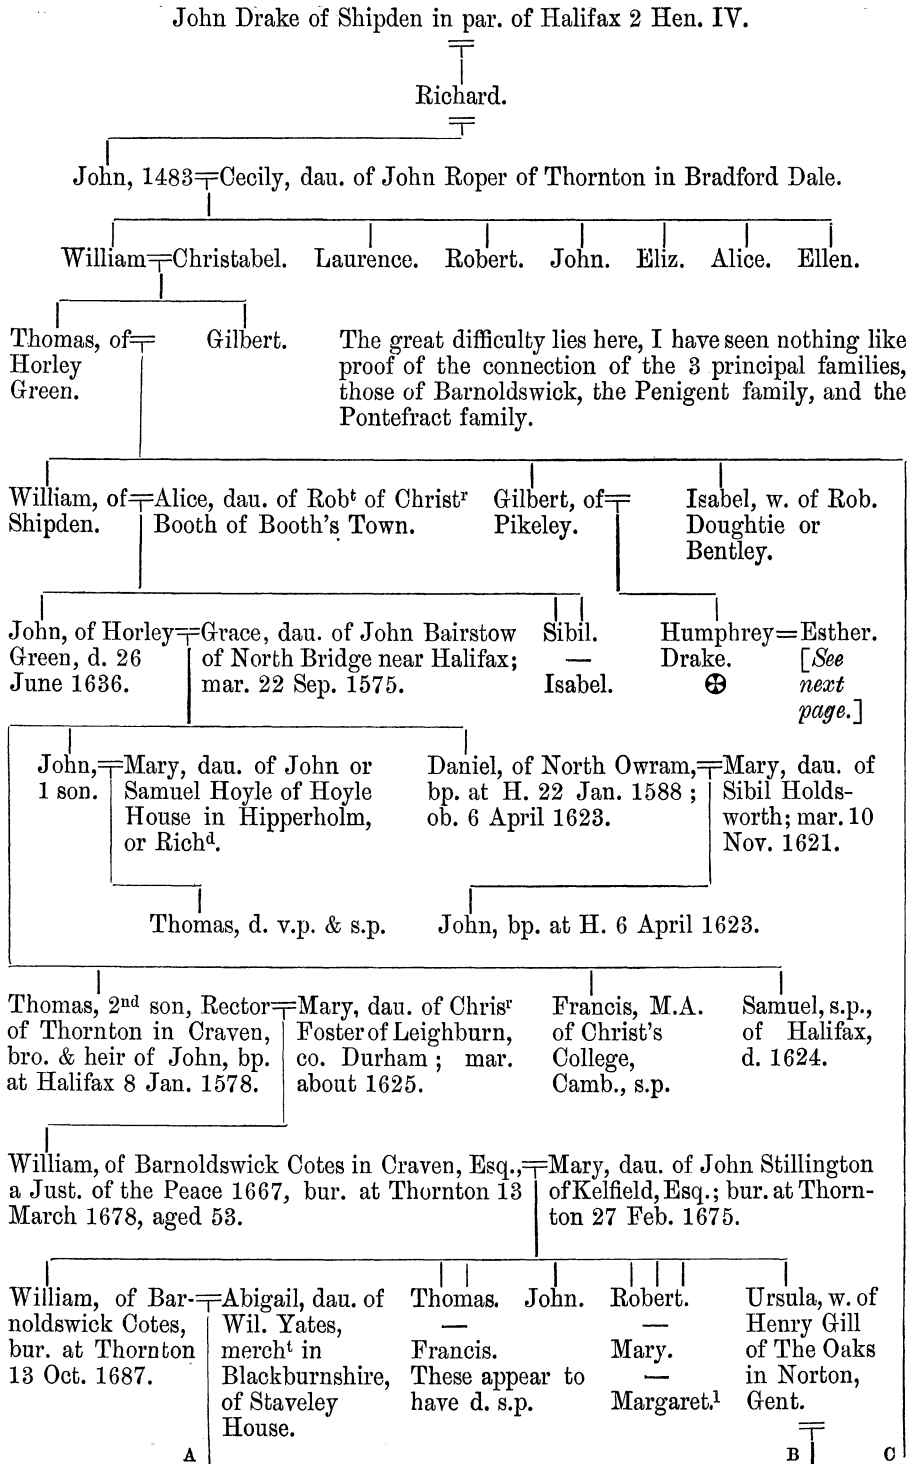 John Drake of Shipden in par. of Halifax 2 Hen. IV.
Richard.
John, 1483=Cecily, dau. of John Roper of Thornton in Bradford Dale.
William=Christabel. Laurence. Robert. John. Eliz. Alice. Ellen.
Thomas, of=
Horley
Green.
Gilbert.
The great difficulty lies here, I have seen nothing like
proof of the connection of the 3 principal families,
those of Barnoldswick, the Penigent family, and the
Pontefract family.
William, of=
Shipden.
Alice, dau. of Robᵗ of Christʳ
Booth of Booth's Town.
Gilbert, of=
Pikeley.
Isabel, w. of Rob.
Doughtie or
Bentley.
John, of Horley=
Green, d. 26
June 1636.
Grace, dau. of John Bairstow
of North Bridge near Halifax;
mar. 22 Sep. 1575.
Sibil.
—
Isabel.
Humphrey=
Drake.
✠
Esther.
[See
next
page.]
John,=
1 son.
Mary, dau. of John or
Samuel Hoyle of Hoyle
House in Hipperholm,
or Richᵈ.
Daniel, of North Owram,=
bp. at H. 22 Jan. 1588;
ob. 6 April 1623.
Mary, dau. of
Sibil Holds-
worth; mar. 10
Nov. 1621.
Thomas, d. v.p. & s.p.
John, bp. at H. 6 April 1623.
Thomas, 2ⁿᵈ son, Rector=
of Thornton in Craven,
bro. & heir of John, bp.
at Halifax 8 Jan. 1578.
Mary, dau. of Chrisʳ
Foster of Leighburn,
co. Durham; mar.
about 1625.
Francis, M.A.
of Christ's
College,
Camb., s.p.
Samuel, s.p.,
of Halifax,
d. 1624.
William, of Barnoldswick Cotes in Craven, Esq.,=
a Just. of the Peace 1667, bur. at Thornton 13
March 1678, aged 53.
Mary, dau. of John Stillington
of Kelfield, Esq.; bur. at Thorn-
ton 27 Feb. 1675.
William, of Bar-=
noldswick Cotes,
bur. at Thornton
13 Oct. 1687.
Abigail, dau. of
Wil. Yates,
merchᵗ in
Blackburnshire,
of Staveley
House.
Thomas.
—
Francis.
John.
These appear to
have d. s.p.
Robert.
—
Mary.
—
Margaret.¹
Ursula, w. of
Henry Gill
of The Oaks
in Norton,
Gent.
A
B
C